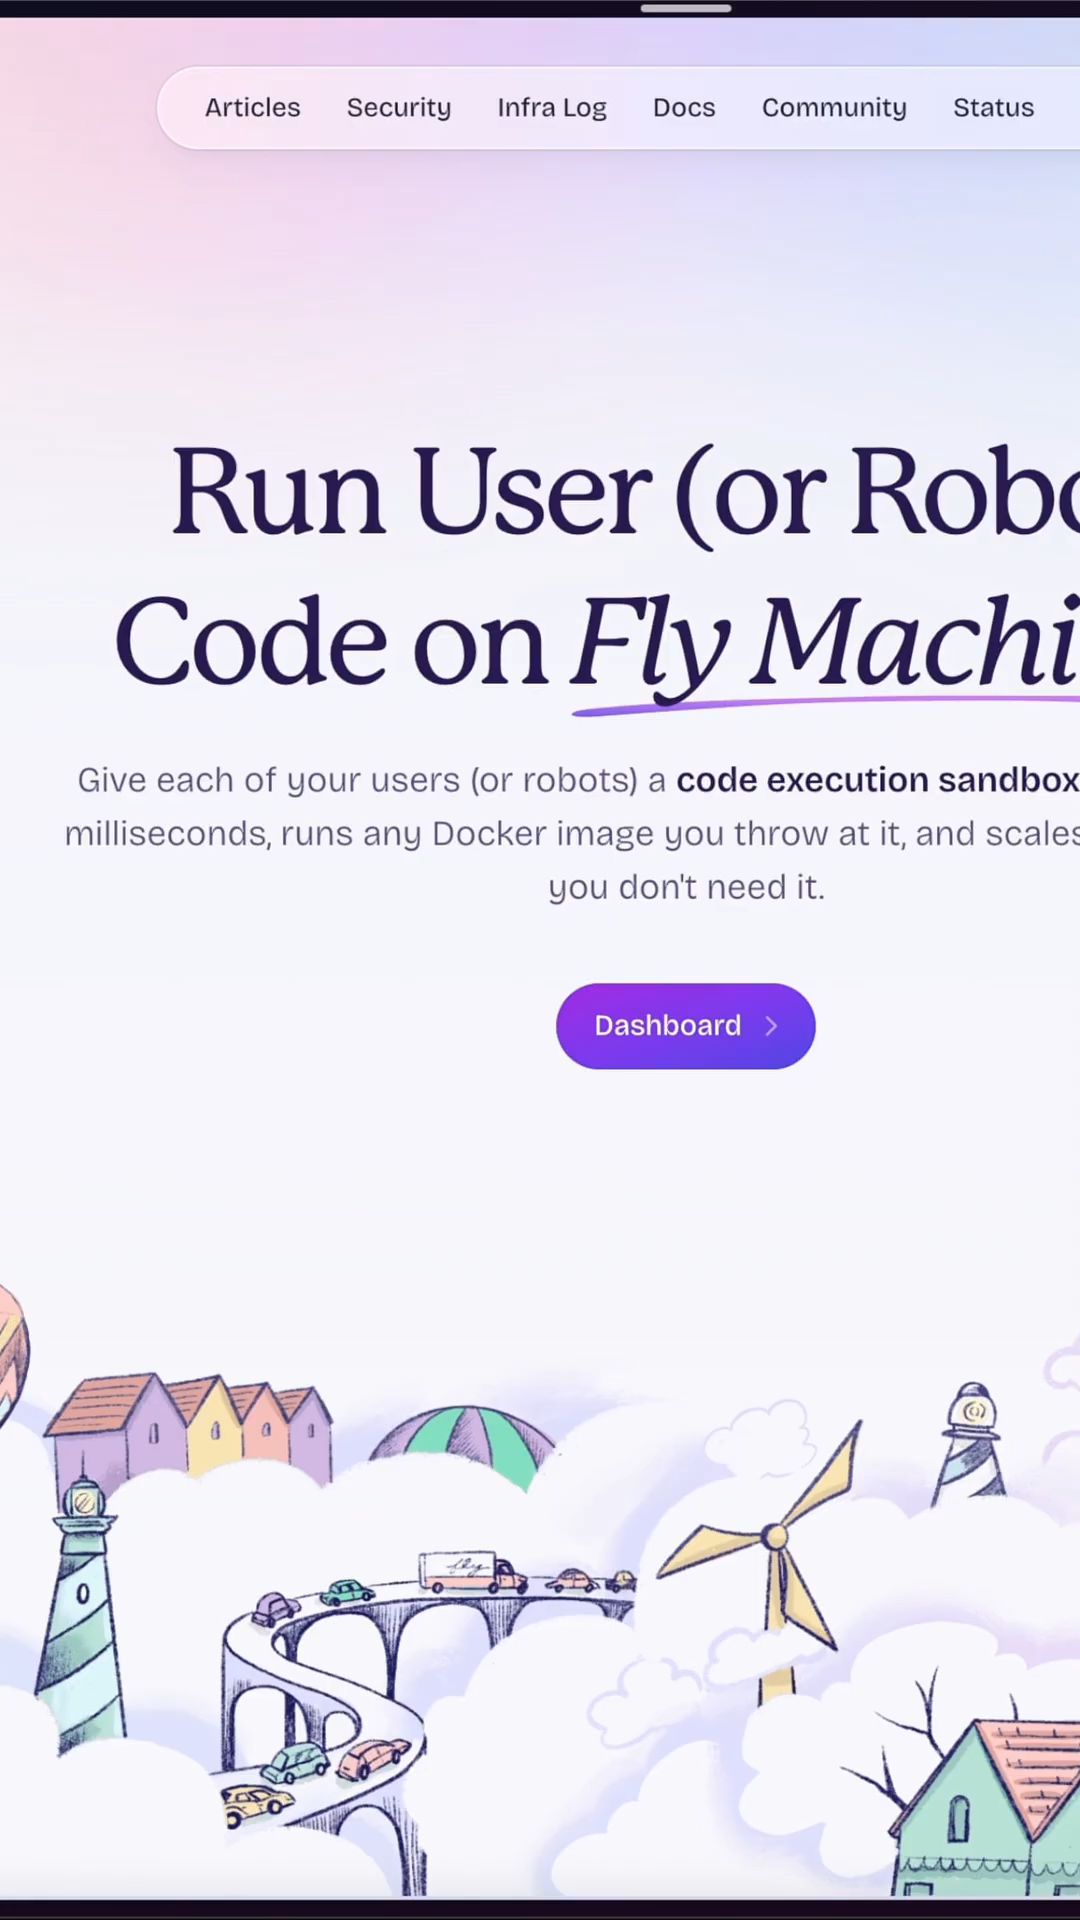 Articles Security Infra Log Docs Community Status
Run User (or Robo
Code on Fly Machi
Give each of your users (or robots) a code execution sandbox
milliseconds, runs any Docker image you throw at it, and scales
you don't need it.
Dashboard
fly